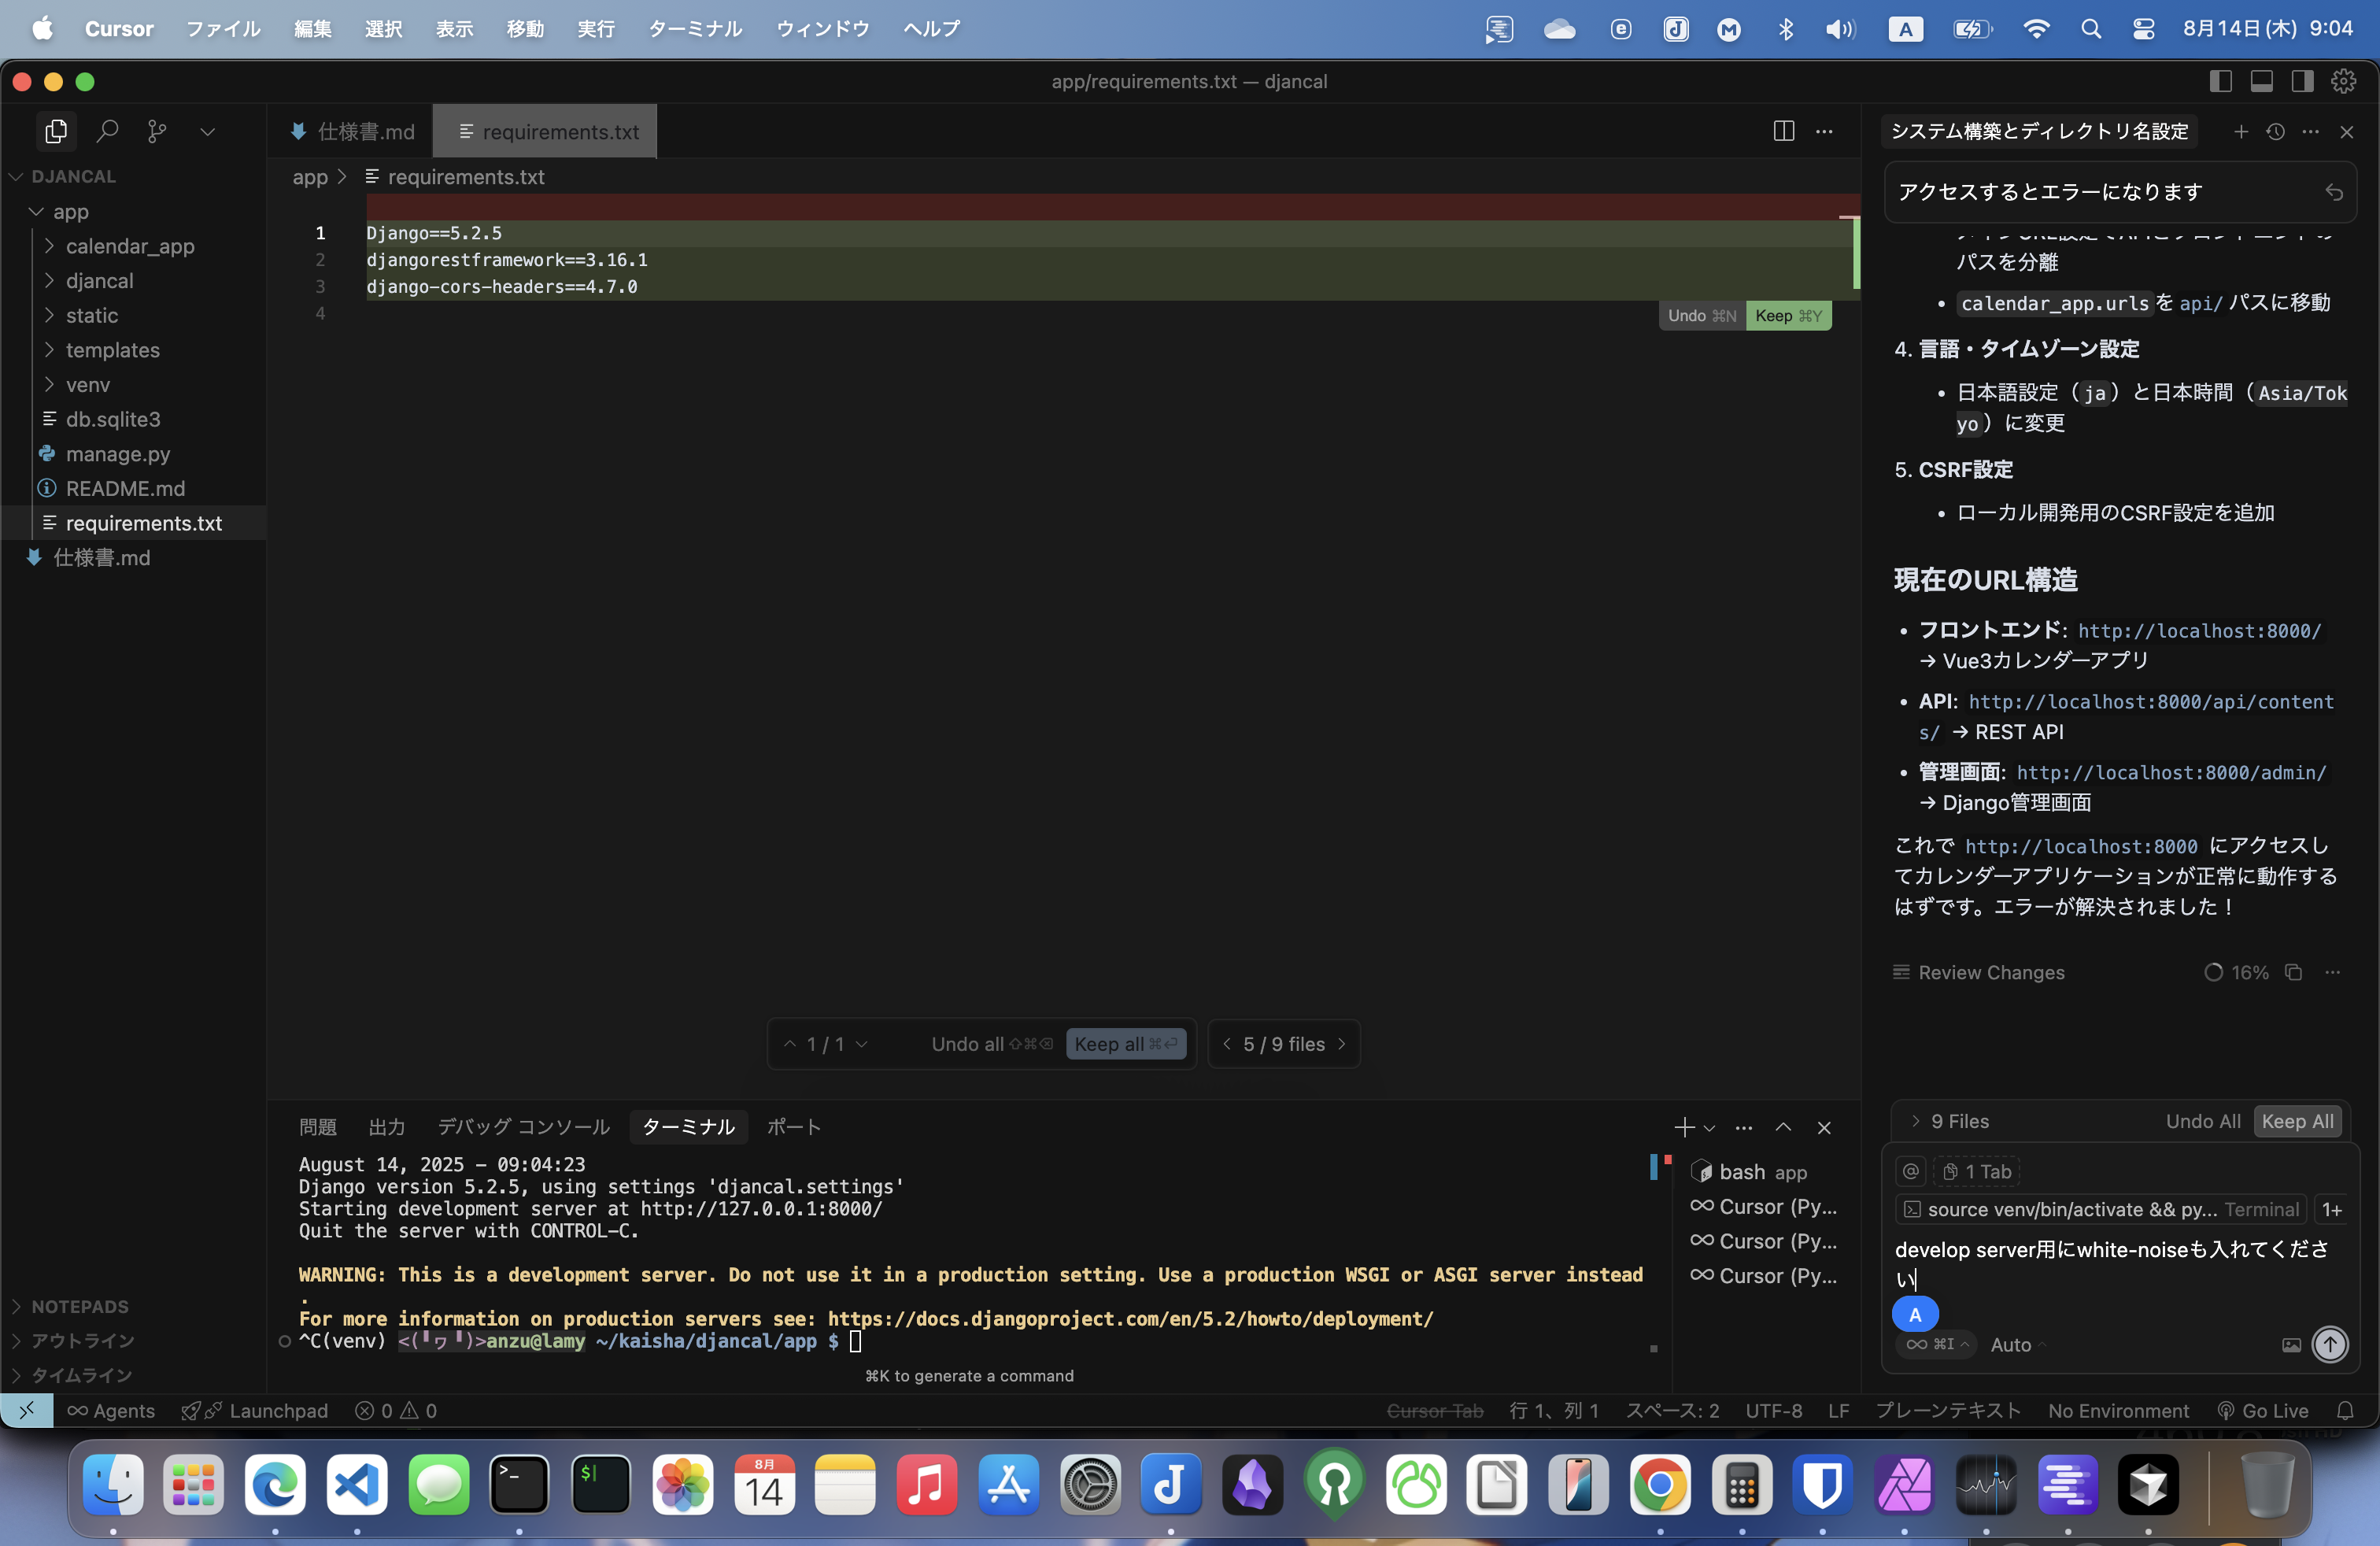 Cursor ファイル 編集 選択 表示 移動 実行 ターミナル ウィンドウ ヘルプ
A
8月14日(木) 9:04
app/requirements.txt — djancal
DJANCAL
app
calendar_app
djancal
static
templates
venv
db.sqlite3
manage.py
README.md
requirements.txt
仕様書.md
NOTEPADS
アウトライン
タイムライン
仕様書.md
requirements.txt
app > requirements.txt
1 Django==5.2.5
2 djangorestframework==3.16.1
3 django-cors-headers==4.7.0
4
Undo ⌘N Keep ⌘Y
1 / 1 Undo all ⇧⌘⌫ Keep all ⌘⏎
5 / 9 files
問題 出力 デバッグ コンソール ターミナル ポート
August 14, 2025 - 09:04:23
Django version 5.2.5, using settings 'djancal.settings'
Starting development server at http://127.0.0.1:8000/
Quit the server with CONTROL-C.
WARNING: This is a development server. Do not use it in a production setting. Use a production WSGI or ASGI server instead
.
For more information on production servers see: https://docs.djangoproject.com/en/5.2/howto/deployment/
^C(venv) <(╹ヮ╹)>anzu@lamy ~/kaisha/djancal/app $
⌘K to generate a command
bash app
Cursor (Py...
Cursor (Py...
Cursor (Py...
システム構築とディレクトリ名設定
アクセスするとエラーになります
パスを分離
• calendar_app.urls を api/ パスに移動
4. 言語・タイムゾーン設定
• 日本語設定（ja）と日本時間（Asia/Tok
yo）に変更
5. CSRF設定
• ローカル開発用のCSRF設定を追加
現在のURL構造
• フロントエンド: http://localhost:8000/
→ Vue3カレンダーアプリ
• API: http://localhost:8000/api/content
s/ → REST API
• 管理画面: http://localhost:8000/admin/
→ Django管理画面
これで http://localhost:8000 にアクセスし
てカレンダーアプリケーションが正常に動作する
はずです。エラーが解決されました！
Review Changes 16%
9 Files Undo All Keep All
@ 1 Tab
source venv/bin/activate && py... Terminal 1+
develop server用にwhite-noiseも入れてくださ
い
A
∞ ⌘I Auto
Agents Launchpad 0 0
Cursor Tab 行 1、列 1 スペース: 2 UTF-8 LF プレーンテキスト No Environment Go Live
8月
14